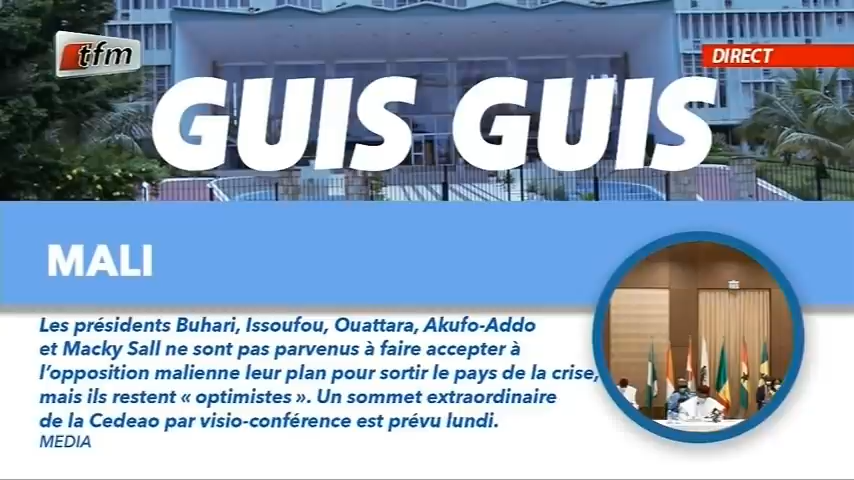 tfm
DIRECT
GUIS GUIS
MALI
Les présidents Buhari, Issoufou, Ouattara, Akufo-Addo
et Macky Sall ne sont pas parvenus à faire accepter à
l'opposition malienne leur plan pour sortir le pays de la crise,
mais ils restent « optimistes ». Un sommet extraordinaire
de la Cedeao par visio-conférence est prévu lundi.
MEDIA